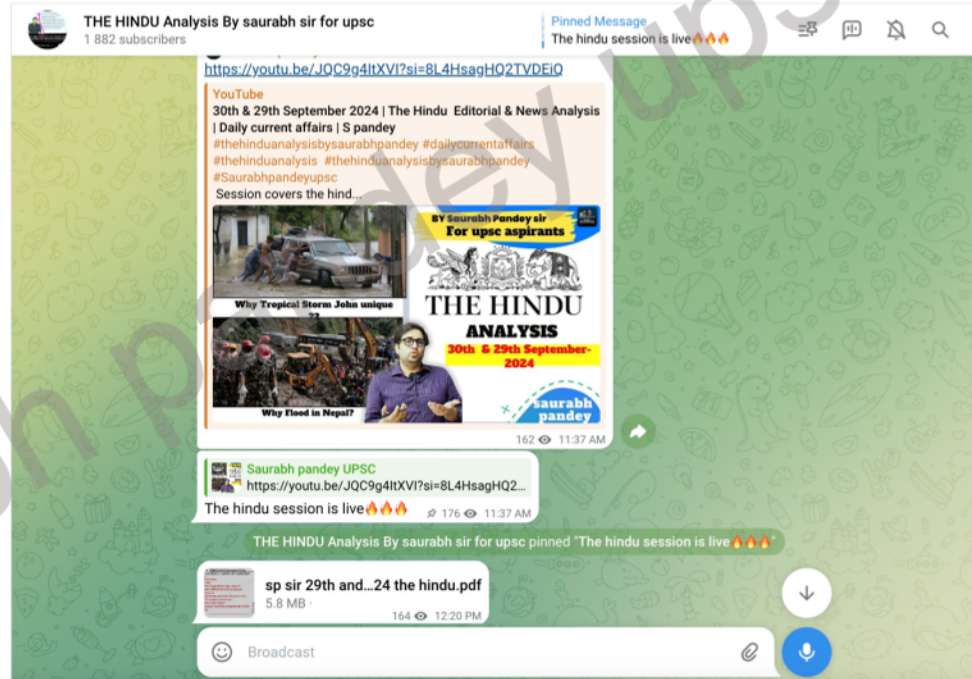 THE HINDU Analysis By saurabh sir for upsc
1 882 subscribers
Pinned Message
The hindu session is live🔥🔥🔥
https://youtu.be/JQC9g4ItXVI?si=8L4HsagHQ2TVDEiQ
YouTube
30th & 29th September 2024 | The Hindu Editorial & News Analysis
| Daily current affairs | S pandey
#thehinduanalysisbysaurabhpandey #dailycurrentaffairs
#thehinduanalysis #thehinduanalysisbysaurabhpandey
#Saurabhpandeyupsc
Session covers the hind...
Why Tropical Storm John unique
??
Why Flood in Nepal?
BY Saurabh Pandey sir
For upsc aspirants
THE HINDU
ANALYSIS
30th & 29th September-
2024
saurabh
pandey
162 11:37 AM
Saurabh pandey UPSC
https://youtu.be/JQC9g4ItXVI?si=8L4HsagHQ2...
The hindu session is live🔥🔥🔥
176 11:37 AM
THE HINDU Analysis By saurabh sir for upsc pinned "The hindu session is live🔥🔥🔥"
sp sir 29th and...24 the hindu.pdf
5.8 MB
164 12:20 PM
Broadcast
h pandey ups